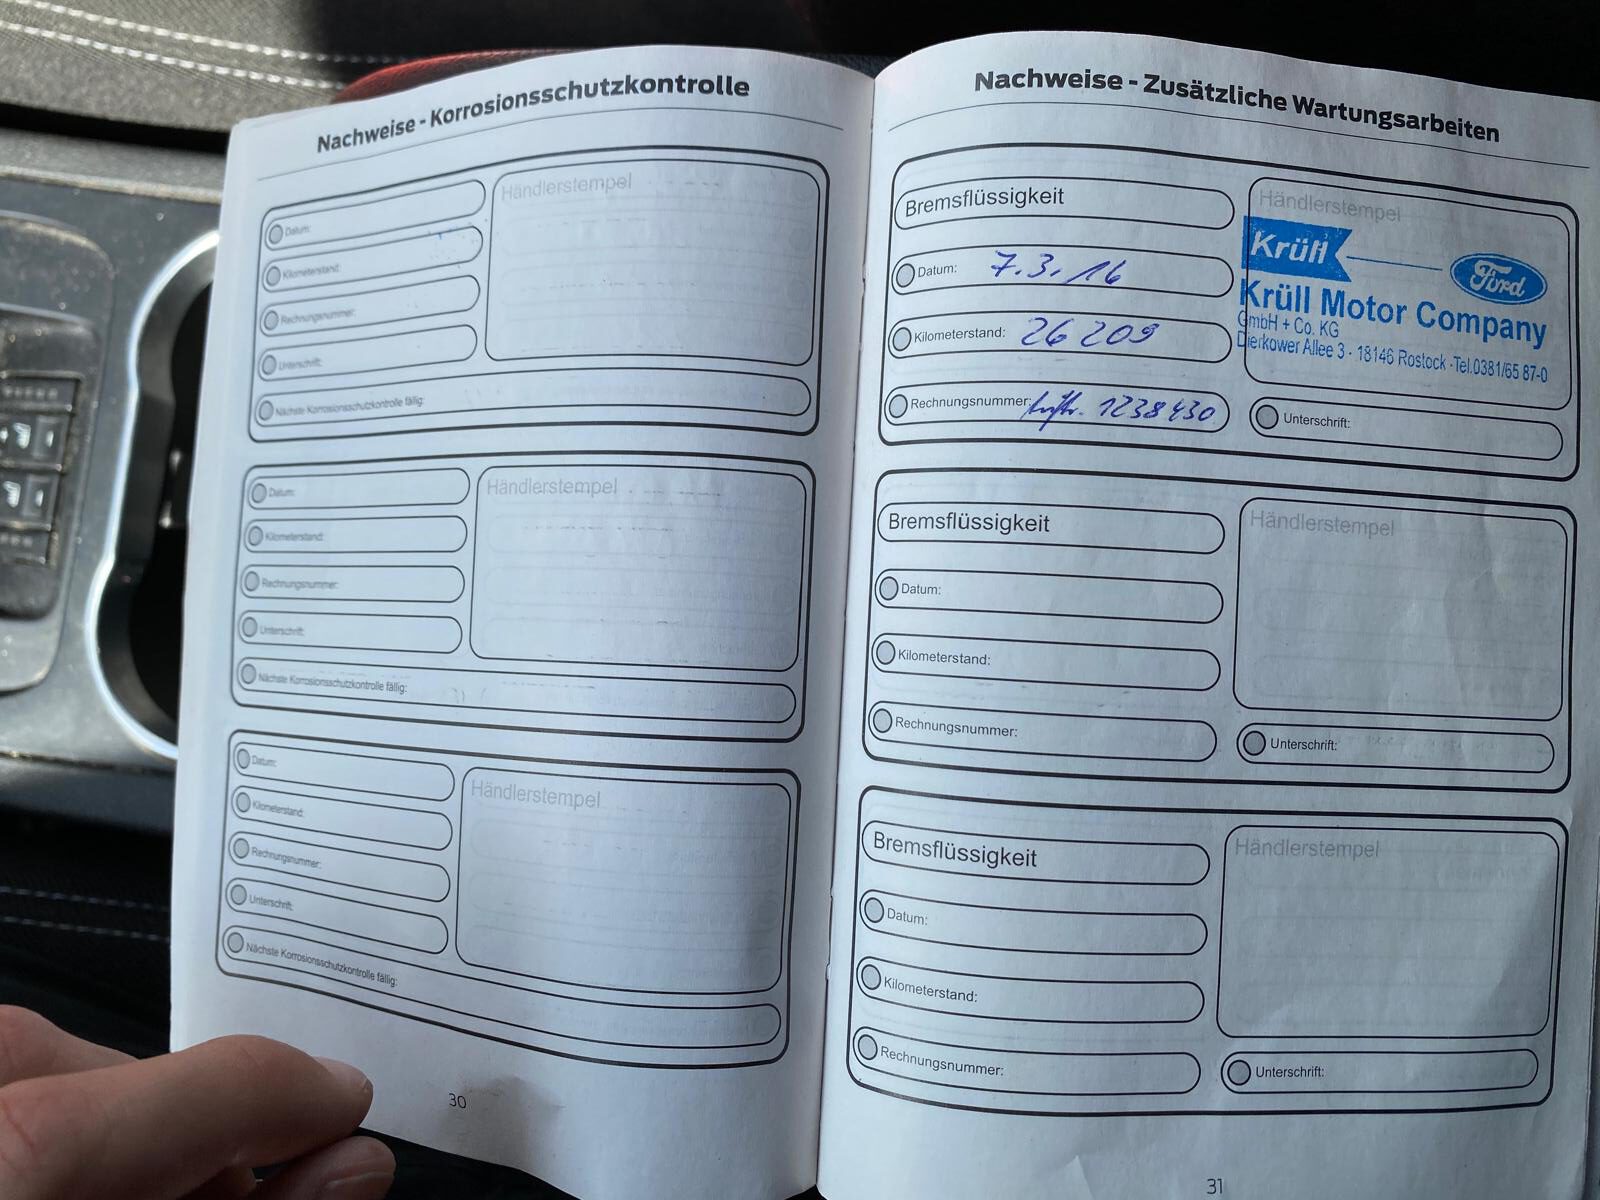 Nachweise - Korrosionsschutzkontrolle
Datum:
Kilometerstand:
Rechnungsnummer:
Unterschrift:
Nächste Korrosionsschutzkontrolle fällig:
Händlerstempel
Datum:
Kilometerstand:
Rechnungsnummer:
Unterschrift:
Nächste Korrosionsschutzkontrolle fällig:
Händlerstempel
Datum:
Kilometerstand:
Rechnungsnummer:
Unterschrift:
Nächste Korrosionsschutzkontrolle fällig:
Händlerstempel
30
Nachweise - Zusätzliche Wartungsarbeiten
Bremsflüssigkeit
Datum: 7.3.16
Kilometerstand: 26 209
Rechnungsnummer: 1238430
Händlerstempel
Krüll
Ford
Krüll Motor Company
GmbH + Co. KG
Dierkower Allee 3 - 18146 Rostock - Tel.0381/65 87-0
Unterschrift:
Bremsflüssigkeit
Datum:
Kilometerstand:
Rechnungsnummer:
Händlerstempel
Unterschrift:
Bremsflüssigkeit
Datum:
Kilometerstand:
Rechnungsnummer:
Händlerstempel
Unterschrift:
31